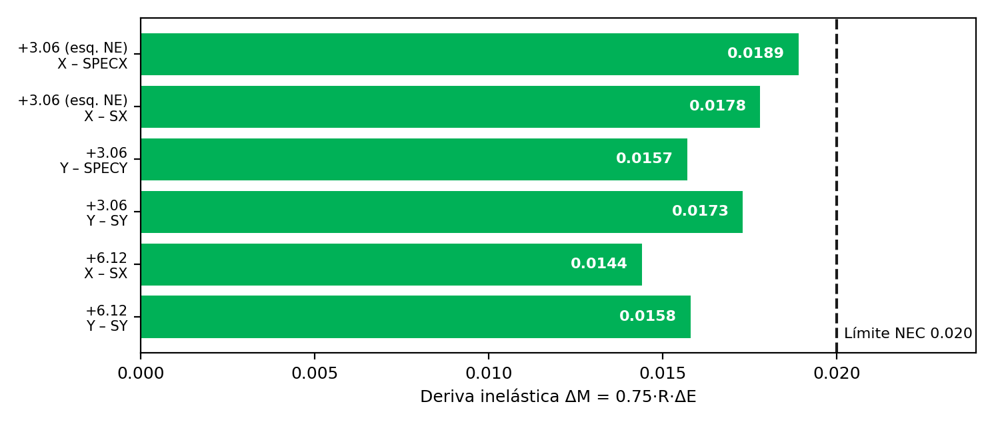 +3.06 (esq. NE)
X – SPECX
0.0189
+3.06 (esq. NE)
X – SX
0.0178
+3.06
Y – SPECY
0.0157
+3.06
Y – SY
0.0173
+6.12
X – SX
0.0144
+6.12
Y – SY
0.0158
Límite NEC 0.020
0.000 0.005 0.010 0.015 0.020
Deriva inelástica ΔM = 0.75·R·ΔE